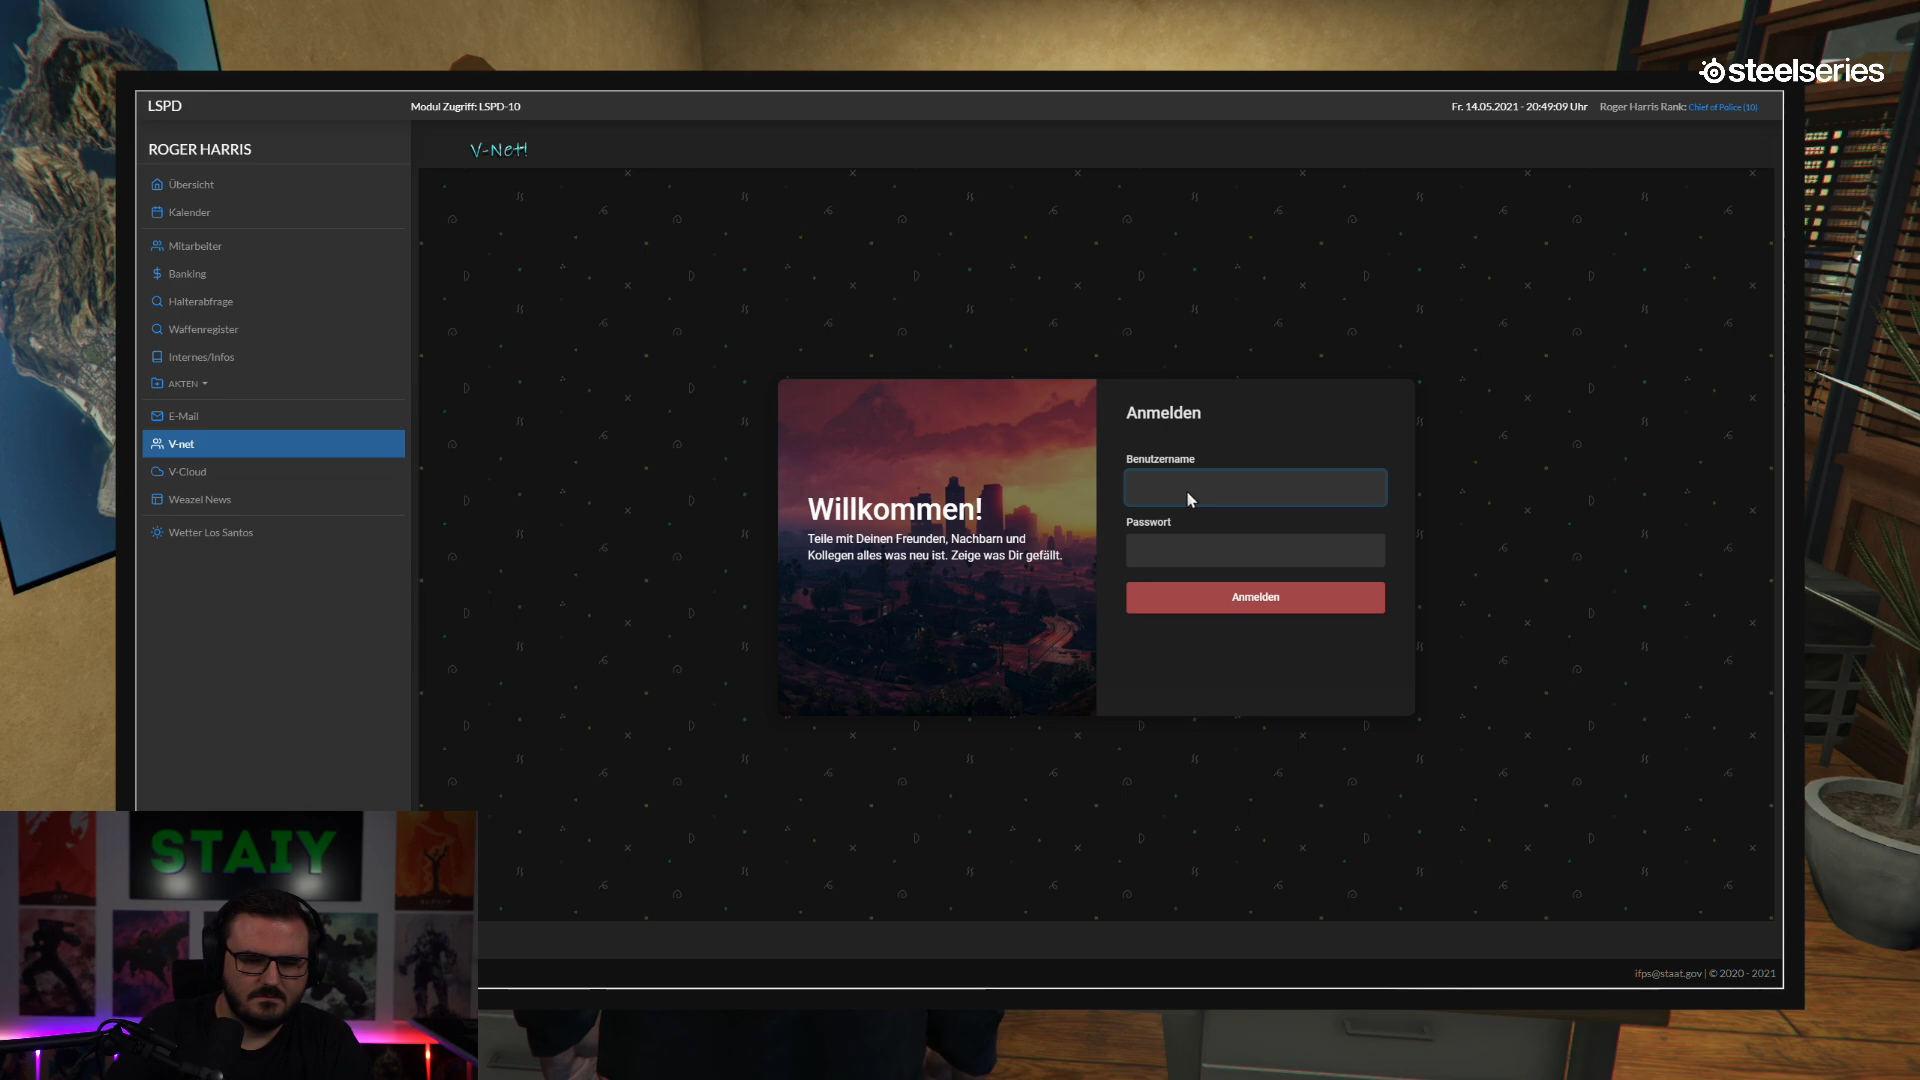 steelseries
LSPD
Modul Zugriff: LSPD-10
Fr. 14.05.2021 - 20:49:09 Uhr
Roger Harris Rank: Chief of Police (10)
ROGER HARRIS
V-Net!
Übersicht
Kalender
Mitarbeiter
Banking
Halterabfrage
Waffenregister
Internes/Infos
AKTEN
E-Mail
V-net
V-Cloud
Weazel News
Wetter Los Santos
Willkommen!
Teile mit Deinen Freunden, Nachbarn und
Kollegen alles was neu ist. Zeige was Dir gefällt.
Anmelden
Benutzername
Passwort
Anmelden
STAIY
ifps@staat.gov | © 2020 - 2021